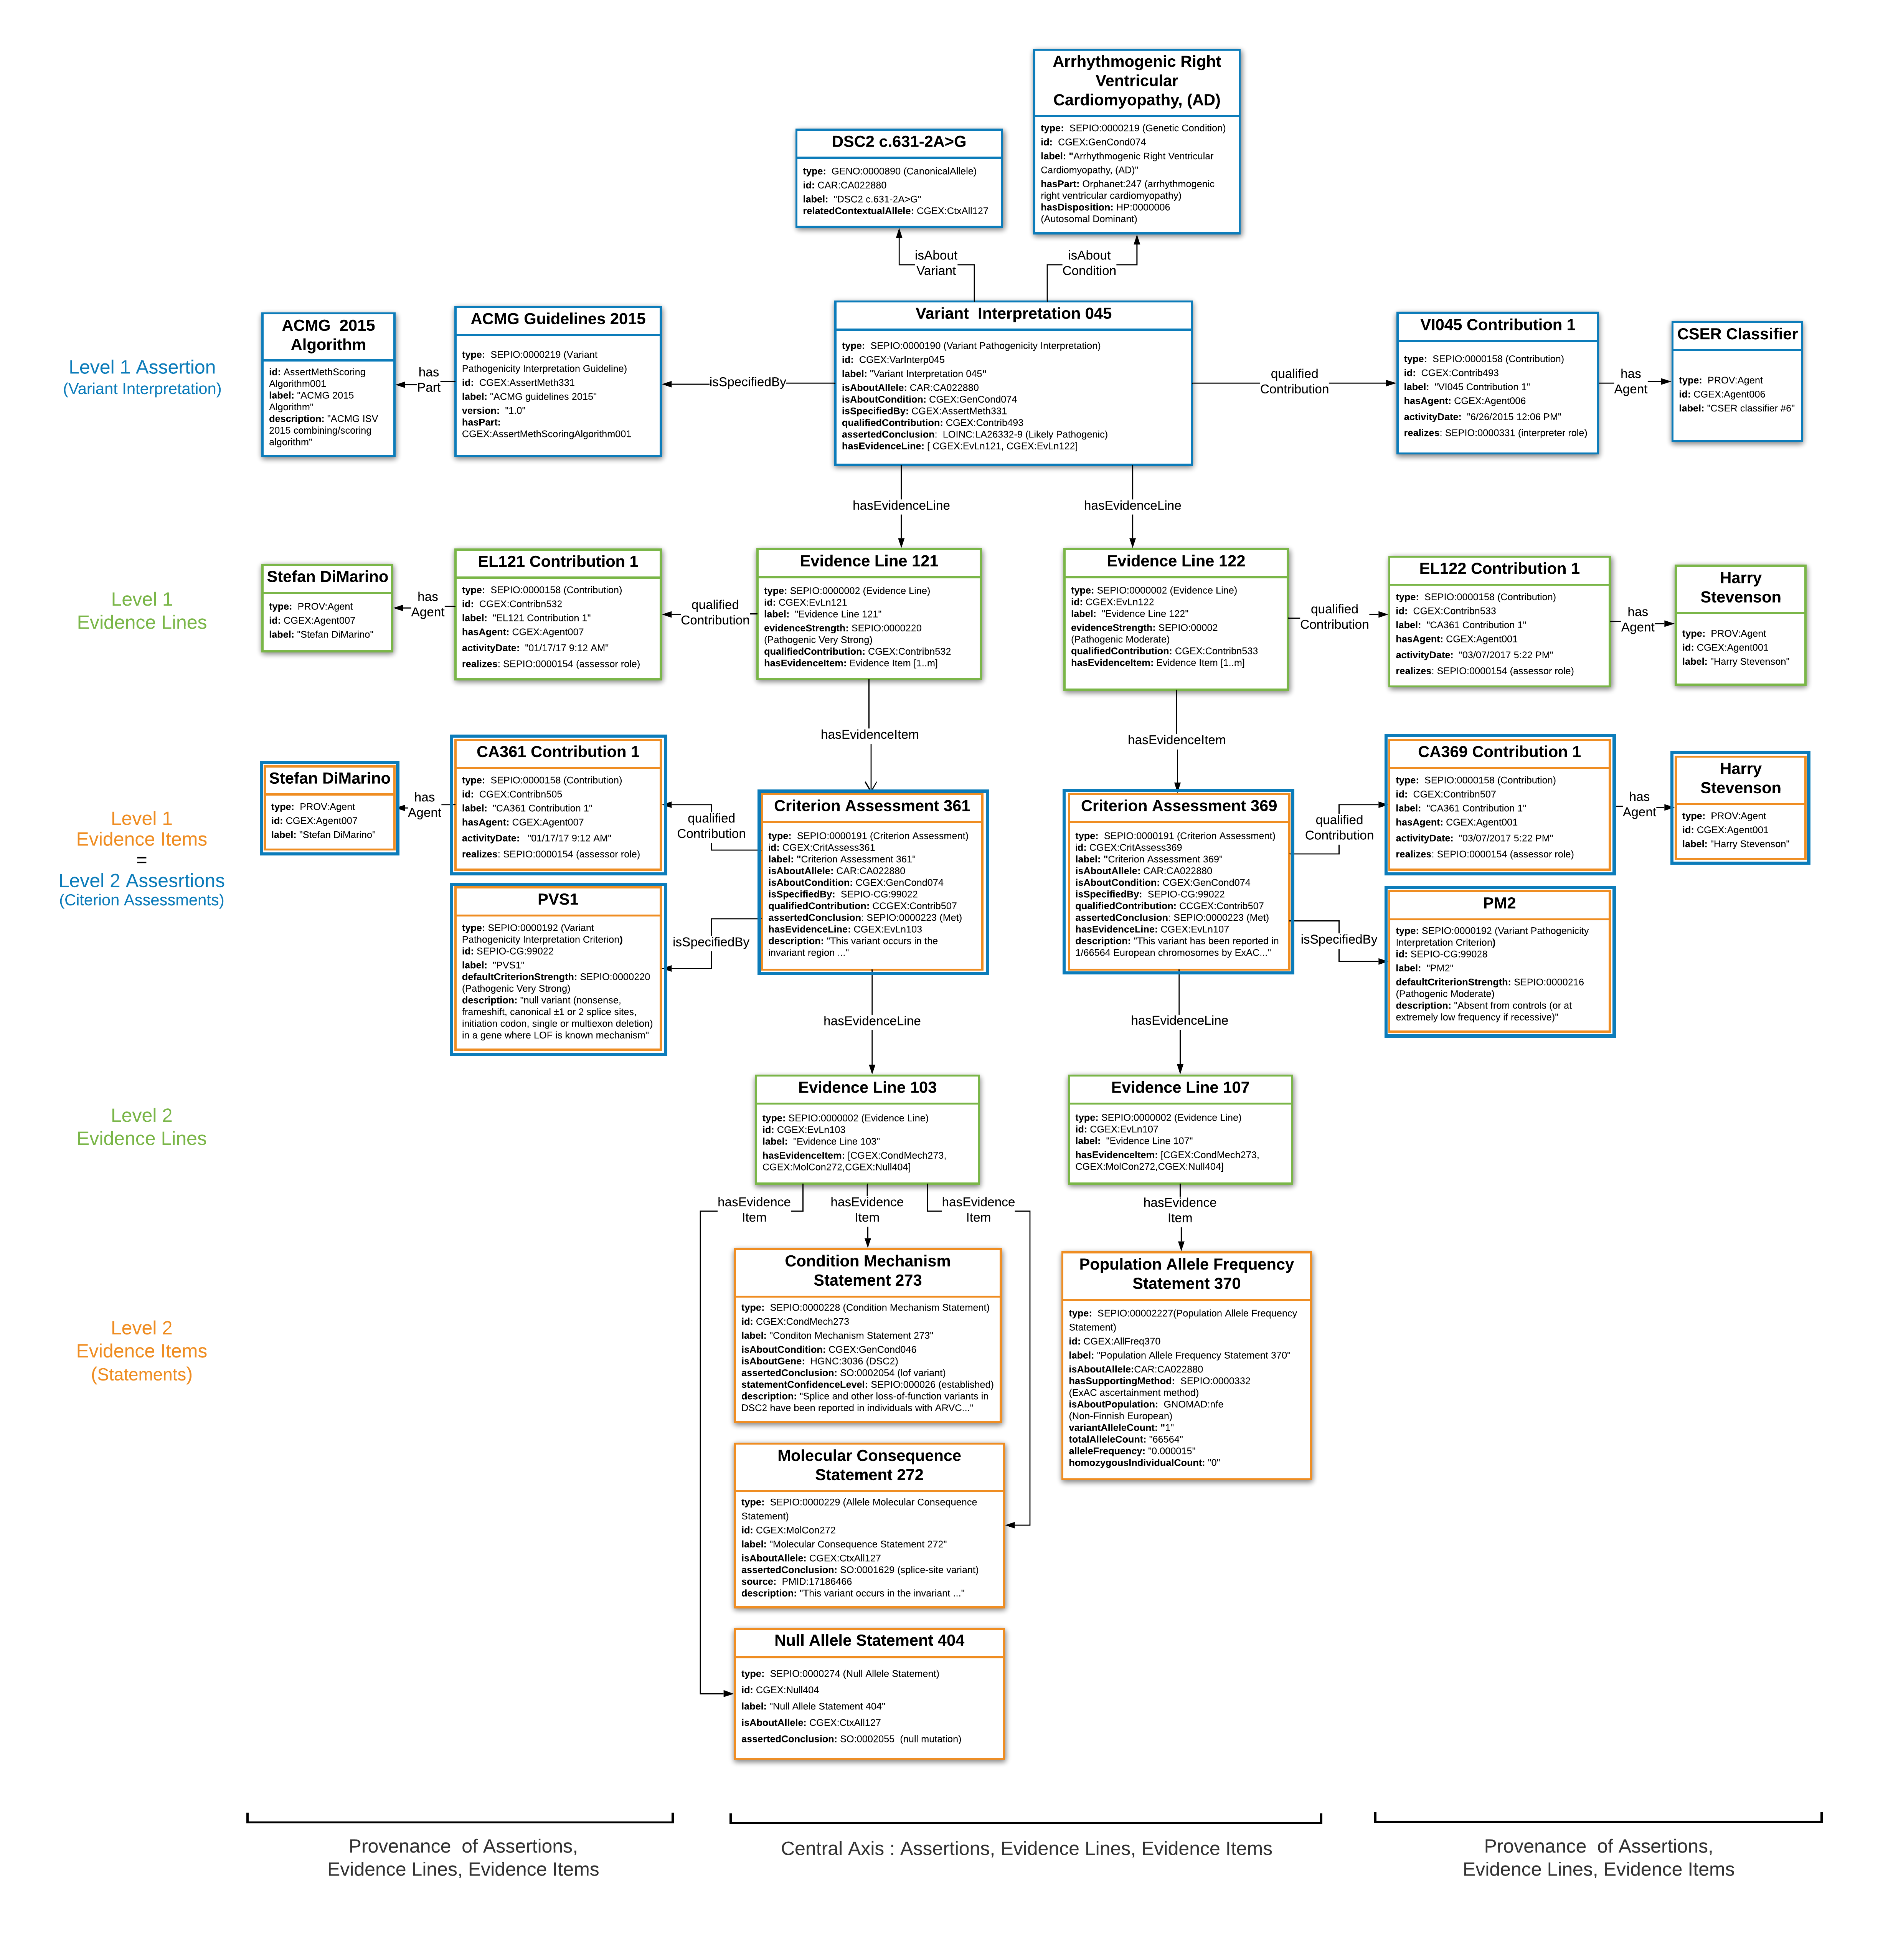 Arrhythmogenic Right
Ventricular
Cardiomyopathy, (AD)
type:  SEPIO:0000219 (Genetic Condition)
id:  CGEX:GenCond074
label: "Arrhythmogenic Right Ventricular
Cardiomyopathy, (AD)"
hasPart: Orphanet:247 (arrhythmogenic
right ventricular cardiomyopathy)
hasDisposition: HP:0000006
(Autosomal Dominant)
DSC2 c.631-2A>G
type:  GENO:0000890 (CanonicalAllele)
id: CAR:CA022880
label:  "DSC2 c.631-2A>G"
relatedContextualAllele: CGEX:CtxAll127
isAbout
Variant
isAbout
Condition
Level 1 Assertion
(Variant Interpretation)
ACMG  2015
Algorithm
id: AssertMethScoring
Algorithm001
label: "ACMG 2015
Algorithm"
description: "ACMG ISV
2015 combining/scoring
algorithm"
has
Part
ACMG Guidelines 2015
type:  SEPIO:0000219 (Variant
Pathogenicity Interpretation Guideline)
id:  CGEX:AssertMeth331
label: "ACMG guidelines 2015"
version:  "1.0"
hasPart:
CGEX:AssertMethScoringAlgorithm001
isSpecifiedBy
Variant  Interpretation 045
type:  SEPIO:0000190 (Variant Pathogenicity Interpretation)
id:  CGEX:VarInterp045
label: "Variant Interpretation 045"
isAboutAllele: CAR:CA022880
isAboutCondition: CGEX:GenCond074
isSpecifiedBy: CGEX:AssertMeth331
qualifiedContribution: CGEX:Contrib493
assertedConclusion:  LOINC:LA26332-9 (Likely Pathogenic)
hasEvidenceLine: [ CGEX:EvLn121, CGEX:EvLn122]
qualified
Contribution
VI045 Contribution 1
type:  SEPIO:0000158 (Contribution)
id:  CGEX:Contrib493
label:  "VI045 Contribution 1"
hasAgent: CGEX:Agent006
activityDate:  "6/26/2015 12:06 PM"
realizes: SEPIO:0000331 (interpreter role)
has
Agent
CSER Classifier
type:  PROV:Agent
id: CGEX:Agent006
label: "CSER classifier #6"
hasEvidenceLine
hasEvidenceLine
Level 1
Evidence Lines
Stefan DiMarino
type:  PROV:Agent
id: CGEX:Agent007
label: "Stefan DiMarino"
has
Agent
EL121 Contribution 1
type:  SEPIO:0000158 (Contribution)
id:  CGEX:Contribn532
label:  "EL121 Contribution 1"
hasAgent: CGEX:Agent007
activityDate:   "01/17/17 9:12 AM"
realizes: SEPIO:0000154 (assessor role)
qualified
Contribution
Evidence Line 121
type: SEPIO:0000002 (Evidence Line)
id: CGEX:EvLn121
label:  "Evidence Line 121"
evidenceStrength: SEPIO:0000220
(Pathogenic Very Strong)
qualifiedContribution: CGEX:Contribn532
hasEvidenceItem: Evidence Item [1..m]
Evidence Line 122
type: SEPIO:0000002 (Evidence Line)
id: CGEX:EvLn122
label:  "Evidence Line 122"
evidenceStrength: SEPIO:00002
(Pathogenic Moderate)
qualifiedContribution: CGEX:Contribn533
hasEvidenceItem: Evidence Item [1..m]
qualified
Contribution
EL122 Contribution 1
type:  SEPIO:0000158 (Contribution)
id: CGEX:Contribn533
label:  "CA361 Contribution 1"
hasAgent: CGEX:Agent001
activityDate:  "03/07/2017 5:22 PM"
realizes: SEPIO:0000154 (assessor role)
has
Agent
Harry
Stevenson
type:  PROV:Agent
id: CGEX:Agent001
label: "Harry Stevenson"
hasEvidenceItem
hasEvidenceItem
Level 1
Evidence Items
=
Level 2 Assesrtions
(Citerion Assessments)
Stefan DiMarino
type:  PROV:Agent
id: CGEX:Agent007
label: "Stefan DiMarino"
has
Agent
CA361 Contribution 1
type:  SEPIO:0000158 (Contribution)
id:  CGEX:Contribn505
label:  "CA361 Contribution 1"
hasAgent: CGEX:Agent007
activityDate:   "01/17/17 9:12 AM"
realizes: SEPIO:0000154 (assessor role)
qualified
Contribution
PVS1
type: SEPIO:0000192 (Variant
Pathogenicity Interpretation Criterion)
id: SEPIO-CG:99022
label:  "PVS1"
defaultCriterionStrength: SEPIO:0000220
(Pathogenic Very Strong)
description: "null variant (nonsense,
frameshift, canonical ±1 or 2 splice sites,
initiation codon, single or multiexon deletion)
in a gene where LOF is known mechanism"
isSpecifiedBy
Criterion Assessment 361
type: SEPIO:0000191 (Criterion Assessment)
id: CGEX:CritAssess361
label: "Criterion Assessment 361"
isAboutAllele: CAR:CA022880
isAboutCondition: CGEX:GenCond074
isSpecifiedBy:  SEPIO-CG:99022
qualifiedContribution: CCGEX:Contrib507
assertedConclusion: SEPIO:0000223 (Met)
hasEvidenceLine: CGEX:EvLn103
description: "This variant occurs in the
invariant region ..."
Criterion Assessment 369
type: SEPIO:0000191 (Criterion Assessment)
id: CGEX:CritAssess369
label: "Criterion Assessment 369"
isAboutAllele: CAR:CA022880
isAboutCondition: CGEX:GenCond074
isSpecifiedBy:  SEPIO-CG:99022
qualifiedContribution: CCGEX:Contrib507
assertedConclusion: SEPIO:0000223 (Met)
hasEvidenceLine: CGEX:EvLn107
description: "This variant has been reported in
1/66564 European chromosomes by ExAC..."
qualified
Contribution
CA369 Contribution 1
type:  SEPIO:0000158 (Contribution)
id:  CGEX:Contribn507
label:  "CA361 Contribution 1"
hasAgent: CGEX:Agent001
activityDate:  "03/07/2017 5:22 PM"
realizes: SEPIO:0000154 (assessor role)
has
Agent
Harry
Stevenson
type:  PROV:Agent
id: CGEX:Agent001
label: "Harry Stevenson"
isSpecifiedBy
PM2
type: SEPIO:0000192 (Variant Pathogenicity
Interpretation Criterion)
id: SEPIO-CG:99028
label:  "PM2"
defaultCriterionStrength: SEPIO:0000216
(Pathogenic Moderate)
description: "Absent from controls (or at
extremely low frequency if recessive)"
hasEvidenceLine
hasEvidenceLine
Level 2
Evidence Lines
Evidence Line 103
type: SEPIO:0000002 (Evidence Line)
id: CGEX:EvLn103
label:  "Evidence Line 103"
hasEvidenceItem: [CGEX:CondMech273,
CGEX:MolCon272,CGEX:Null404]
Evidence Line 107
type: SEPIO:0000002 (Evidence Line)
id: CGEX:EvLn107
label:  "Evidence Line 107"
hasEvidenceItem: [CGEX:CondMech273,
CGEX:MolCon272,CGEX:Null404]
hasEvidence
Item
hasEvidence
Item
hasEvidence
Item
hasEvidence
Item
Level 2
Evidence Items
(Statements)
Condition Mechanism
Statement 273
type:  SEPIO:0000228 (Condition Mechanism Statement)
id: CGEX:CondMech273
label: "Conditon Mechanism Statement 273"
isAboutCondition: CGEX:GenCond046
isAboutGene:  HGNC:3036 (DSC2)
assertedConclusion: SO:0002054 (lof variant)
statementConfidenceLevel: SEPIO:000026 (established)
description: "Splice and other loss-of-function variants in
DSC2 have been reported in individuals with ARVC..."
Population Allele Frequency
Statement 370
type:  SEPIO:00002227(Population Allele Frequency
Statement)
id: CGEX:AllFreq370
label: "Population Allele Frequency Statement 370"
isAboutAllele:CAR:CA022880
hasSupportingMethod:  SEPIO:0000332
(ExAC ascertainment method)
isAboutPopulation:  GNOMAD:nfe
(Non-Finnish European)
variantAlleleCount: "1"
totalAlleleCount: "66564"
alleleFrequency: "0.000015"
homozygousIndividualCount: "0"
Molecular Consequence
Statement 272
type:  SEPIO:0000229 (Allele Molecular Consequence
Statement)
id: CGEX:MolCon272
label: "Molecular Consequence Statement 272"
isAboutAllele: CGEX:CtxAll127
assertedConclusion: SO:0001629 (splice-site variant)
source:  PMID:17186466
description: "This variant occurs in the invariant ..."
Null Allele Statement 404
type:  SEPIO:0000274 (Null Allele Statement)
id: CGEX:Null404
label: "Null Allele Statement 404"
isAboutAllele: CGEX:CtxAll127
assertedConclusion: SO:0002055  (null mutation)
Provenance  of Assertions,
Evidence Lines, Evidence Items
Central Axis : Assertions, Evidence Lines, Evidence Items
Provenance  of Assertions,
Evidence Lines, Evidence Items